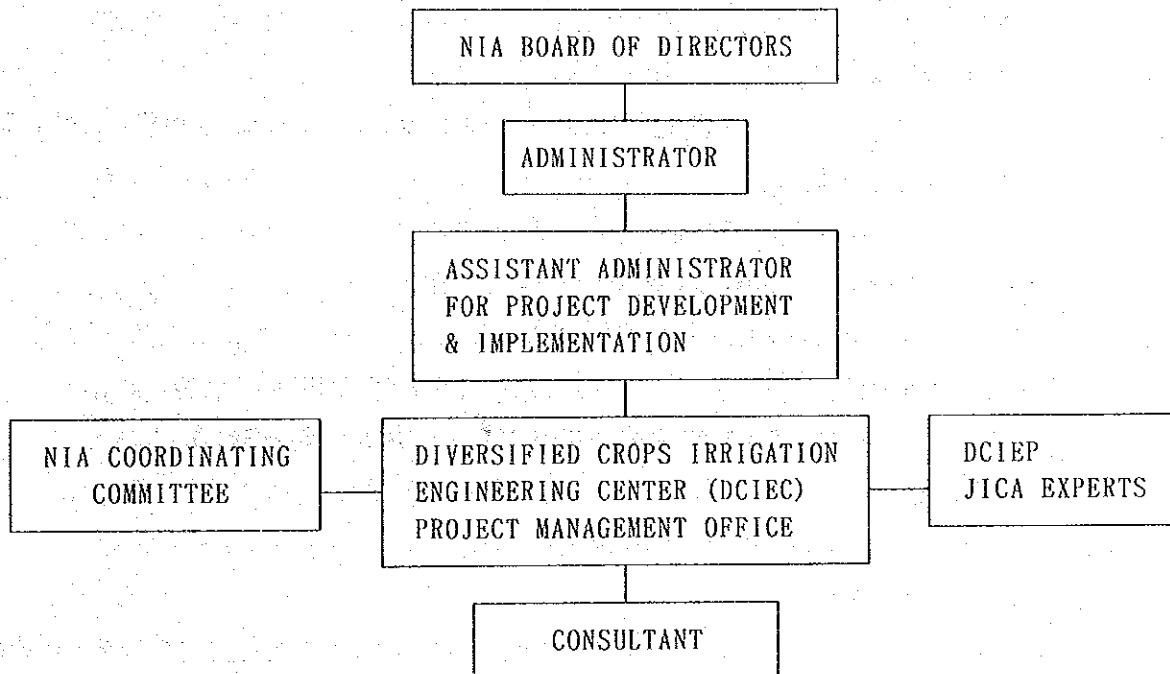 NIA BOARD OF DIRECTORS
ADMINISTRATOR
ASSISTANT ADMINISTRATOR
FOR PROJECT DEVELOPMENT
& IMPLEMENTATION
NIA COORDINATING
COMMITTEE
DIVERSIFIED CROPS IRRIGATION
ENGINEERING CENTER (DCIEC)
PROJECT MANAGEMENT OFFICE
DCIEP
JICA EXPERTS
CONSULTANT